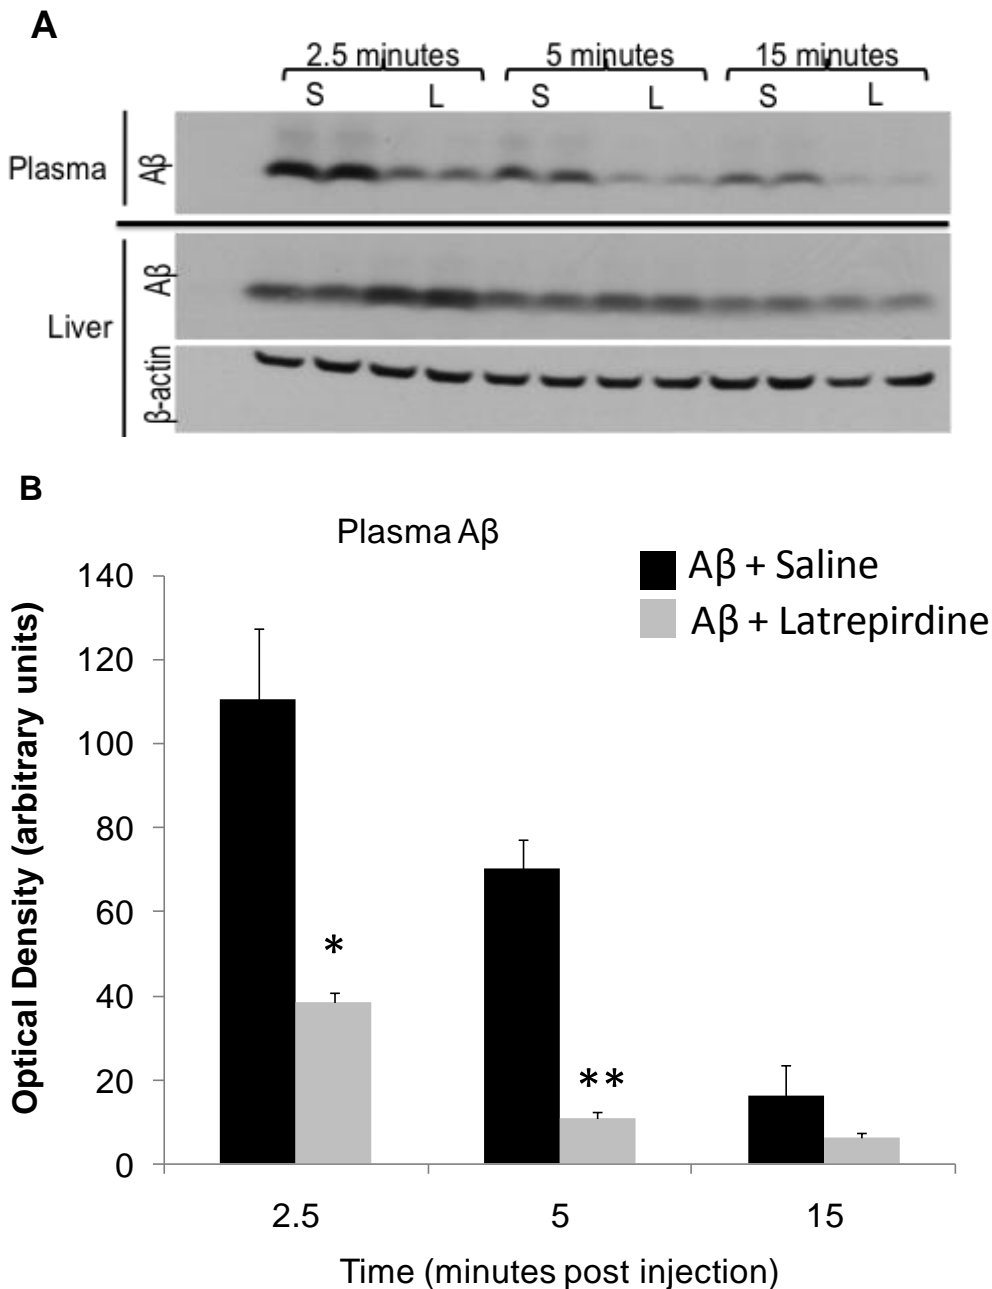 A
2.5 minutes 5 minutes 15 minutes
S L S L S L
Plasma
Aβ
Aβ
Liver
β-actin
B
Plasma Aβ
Aβ + Saline
Aβ + Latrepirdine
Optical Density (arbitrary units)
140
120
100
80
60
40
20
0
*
**
2.5 5 15
Time (minutes post injection)